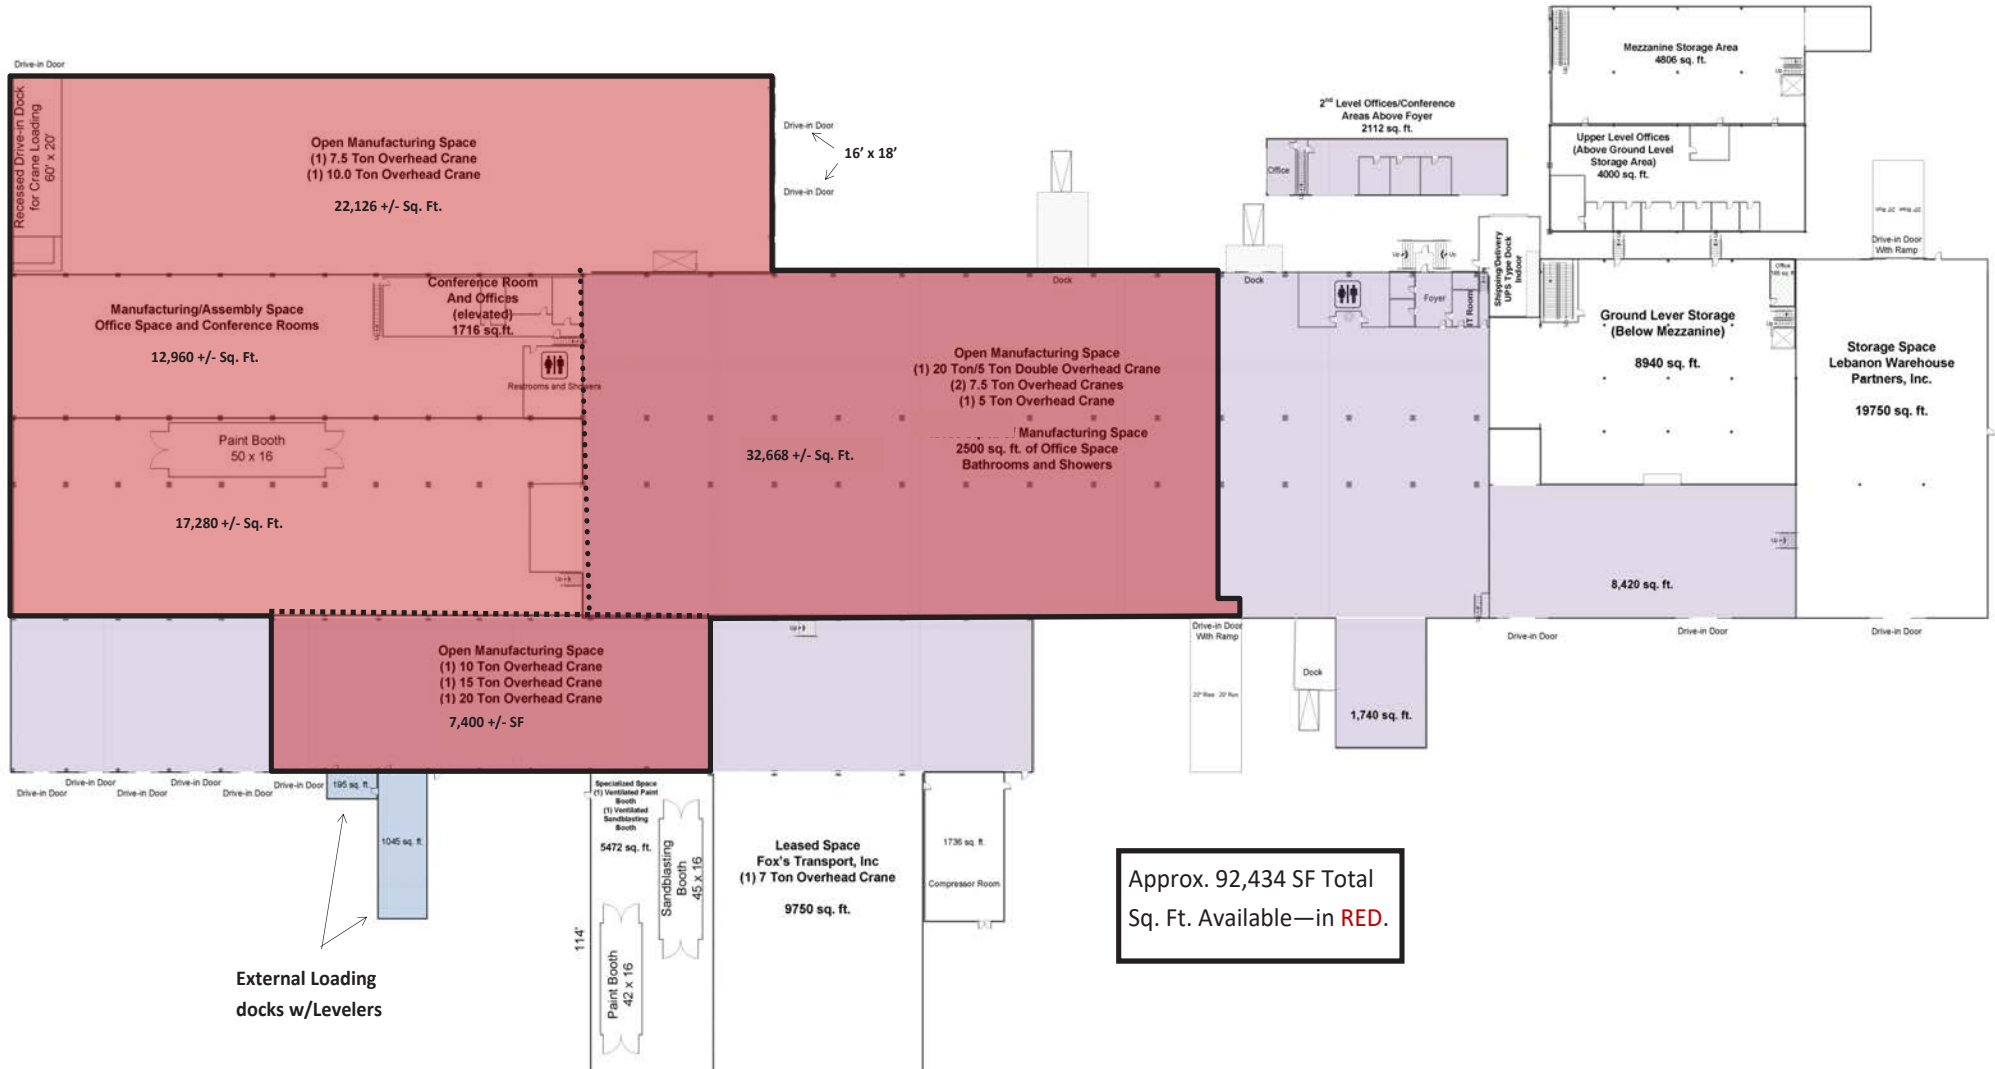 Drive-in Door
Recessed Drive-in Dock
for Crane Loading
60' x 20'
Open Manufacturing Space
(1) 7.5 Ton Overhead Crane
(1) 10.0 Ton Overhead Crane
22,126 +/- Sq. Ft.
Drive-in Door
16’ x 18’
Drive-in Door
2nd Level Offices/Conference
Areas Above Foyer
2112 sq. ft.
Office
Mezzanine Storage Area
4806 sq. ft.
Up
Up
Upper Level Offices
(Above Ground Level
Storage Area)
4000 sq. ft.
Drive-in Door
With Ramp
Manufacturing/Assembly Space
Office Space and Conference Rooms
12,960 +/- Sq. Ft.
Conference Room
And Offices
(elevated)
1716 sq.ft.
Restrooms and Showers
Dock
Dock
Up
Up
Foyer
IT Room
Shipping/Delivery
UPS Type Dock
Indoor
Office
Ground Lever Storage
(Below Mezzanine)
8940 sq. ft.
Storage Space
Lebanon Warehouse
Partners, Inc.
19750 sq. ft.
Open Manufacturing Space
(1) 20 Ton/5 Ton Double Overhead Crane
(2) 7.5 Ton Overhead Cranes
(1) 5 Ton Overhead Crane
Manufacturing Space
2500 sq. ft. of Office Space
Bathrooms and Showers
32,668 +/- Sq. Ft.
Paint Booth
50 x 16
17,280 +/- Sq. Ft.
Up
Up
8,420 sq. ft.
Open Manufacturing Space
(1) 10 Ton Overhead Crane
(1) 15 Ton Overhead Crane
(1) 20 Ton Overhead Crane
7,400 +/- SF
Up
Drive-in Door
With Ramp
20" Rise 20' Run
Dock
1,740 sq. ft.
Drive-in Door
Drive-in Door
Drive-in Door
Drive-in Door
Drive-in Door
Drive-in Door
Drive-in Door
Drive-in Door
Drive-in Door
195 sq. ft.
1045 sq. ft.
External Loading
docks w/Levelers
Specialized Space
(1) Ventilated Paint
Booth
(1) Ventilated
Sandblasting
Booth
5472 sq. ft.
Sandblasting
Booth
45 x 16
Paint Booth
42 x 16
114'
Leased Space
Fox's Transport, Inc
(1) 7 Ton Overhead Crane
9750 sq. ft.
1736 sq. ft.
Compressor Room
Approx. 92,434 SF Total
Sq. Ft. Available—in RED.